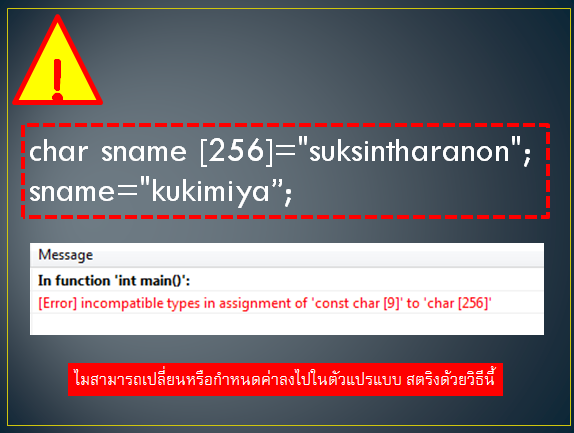 !
char sname [256]="suksintharanon";
sname="kukimiya”;
Message
In function 'int main()':
[Error] incompatible types in assignment of 'const char [9]' to 'char [256]'
ไมสามารถเปลี่ยนหรือกำหนดค่าลงไปในตัวแปรแบบ สตริงด้วยวิธีนี้